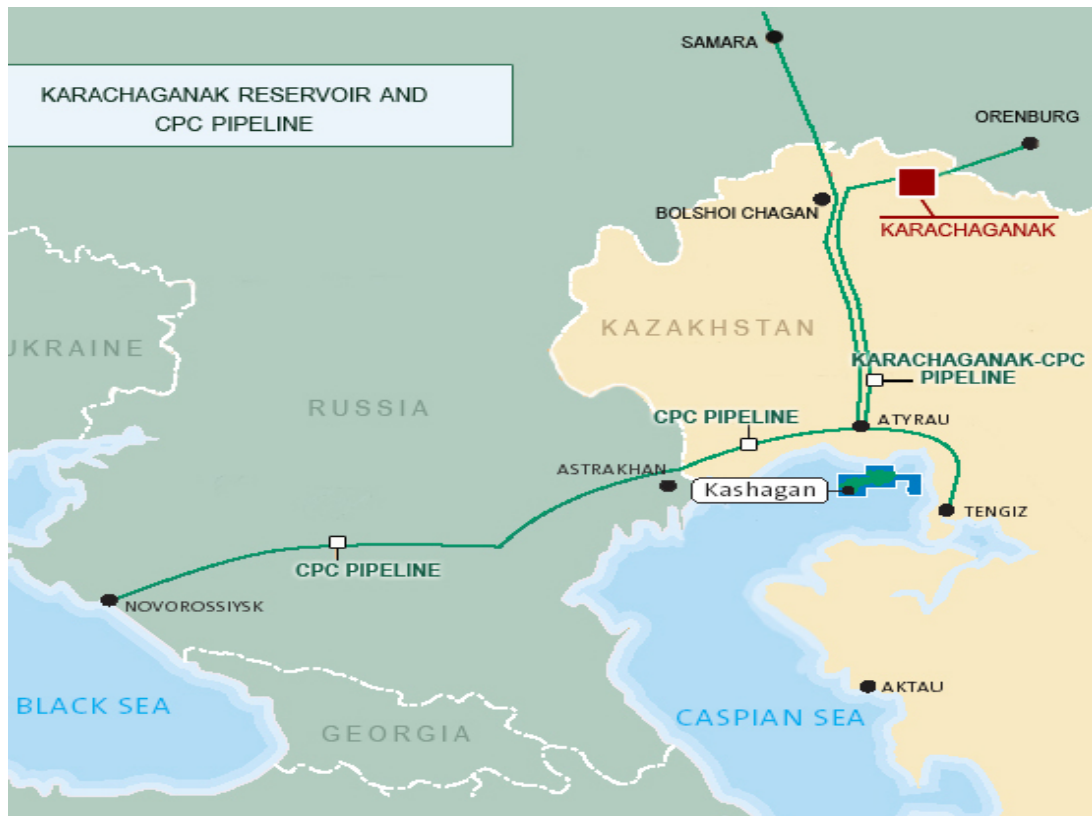 SAMARA
KARACHAGANAK RESERVOIR AND
CPC PIPELINE
ORENBURG
BOLSHOI CHAGAN
KARACHAGANAK
KAZAKHSTAN
UKRAINE
KARACHAGANAK-CPC
PIPELINE
RUSSIA
CPC PIPELINE
ATYRAU
ASTRAKHAN
Kashagan
TENGIZ
CPC PIPELINE
NOVOROSSIYSK
AKTAU
BLACK SEA
CASPIAN SEA
GEORGIA